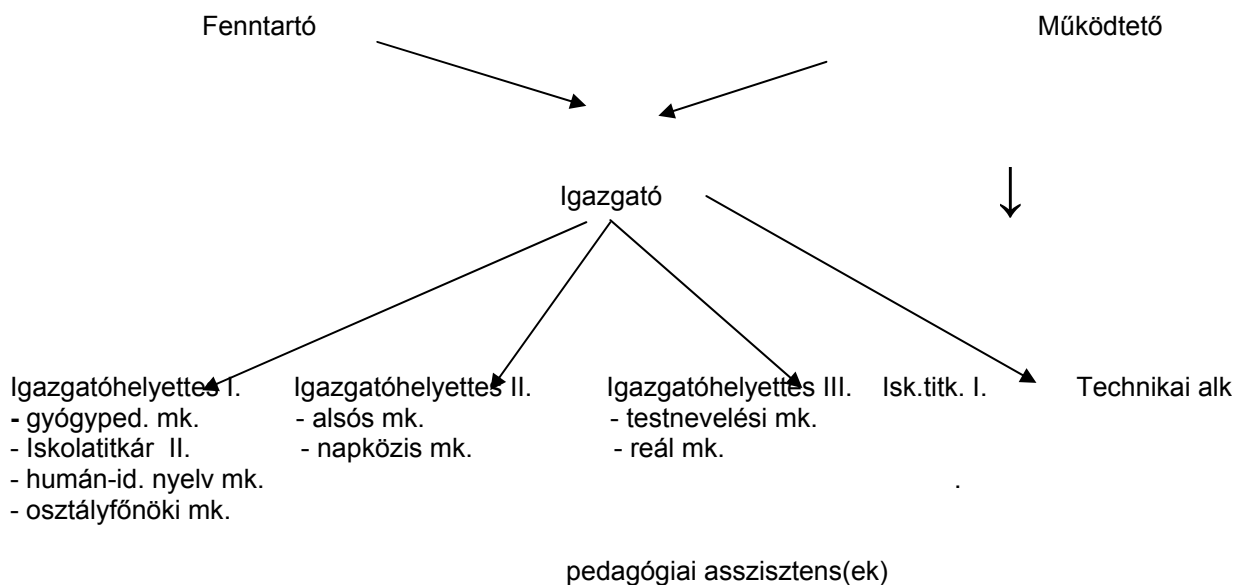 Fenntartó Működtető
Igazgató
Igazgatóhelyettes I. Igazgatóhelyettes II. Igazgatóhelyettes III. Isk.titk. I. Technikai alk
- gyógyped. mk. - alsós mk. - testnevelési mk.
- Iskolatitkár II. - napközis mk. - reál mk.
- humán-id. nyelv mk. .
- osztályfőnöki mk.
pedagógiai asszisztens(ek)